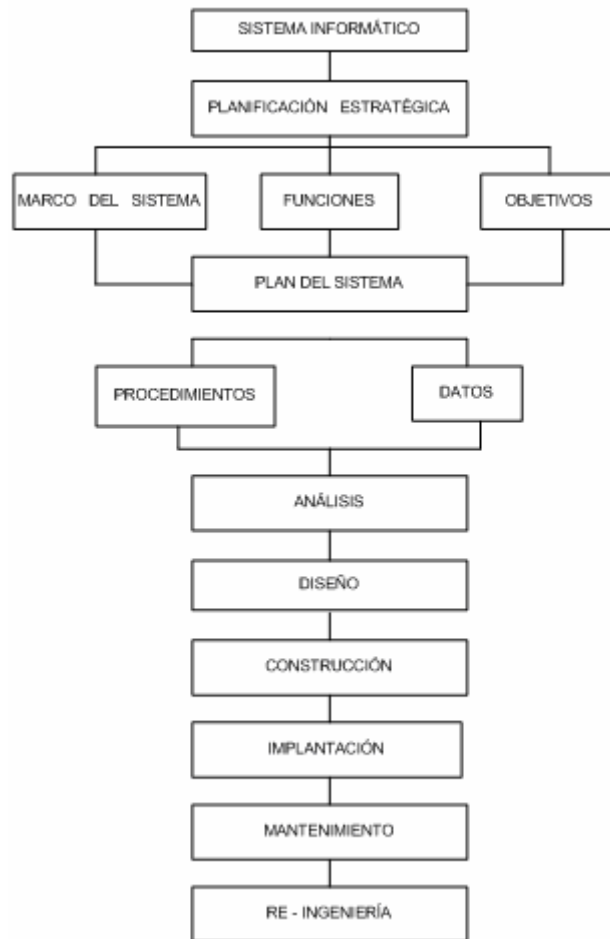 SISTEMA INFORMÁTICO
PLANIFICACIÓN ESTRATÉGICA
MARCO DEL SISTEMA
FUNCIONES
OBJETIVOS
PLAN DEL SISTEMA
PROCEDIMIENTOS
DATOS
ANÁLISIS
DISEÑO
CONSTRUCCIÓN
IMPLANTACIÓN
MANTENIMIENTO
RE - INGENIERÍA